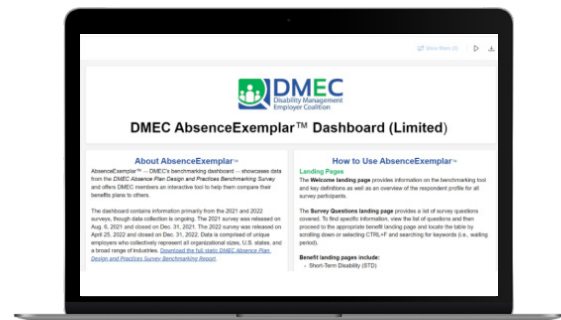 Show filters (0)
DMEC
Disability Management
Employer Coalition
DMEC AbsenceExemplar™ Dashboard (Limited)
About AbsenceExemplar™
AbsenceExemplar™ — DMEC's benchmarking dashboard — showcases data
from the DMEC Absence Plan Design and Practices Benchmarking Survey
and offers DMEC members an interactive tool to help them compare their
benefits plans to others.
The dashboard contains information primarily from the 2021 and 2022
surveys, though data collection is ongoing. The 2021 survey was released on
Aug. 6, 2021 and closed on Dec. 31, 2021. The 2022 survey was released on
April 25, 2022 and closed on Dec. 31, 2022. Data is comprised of unique
employers who collectively represent all organizational sizes, U.S. states, and
a broad range of industries. Download the full static DMEC Absence Plan
Design and Practices Survey Benchmarking Report.
How to Use AbsenceExemplar™
Landing Pages
The Welcome landing page provides information on the benchmarking tool
and key definitions as well as an overview of the respondent profile for all
survey participants.
The Survey Questions landing page provides a list of survey questions
covered. To find specific information, view the list of questions and then
proceed to the appropriate benefit landing page and locate the table by
scrolling down or selecting CTRL+F and searching for keywords (i.e., waiting
period).
Benefit landing pages include:
- Short-Term Disability (STD)